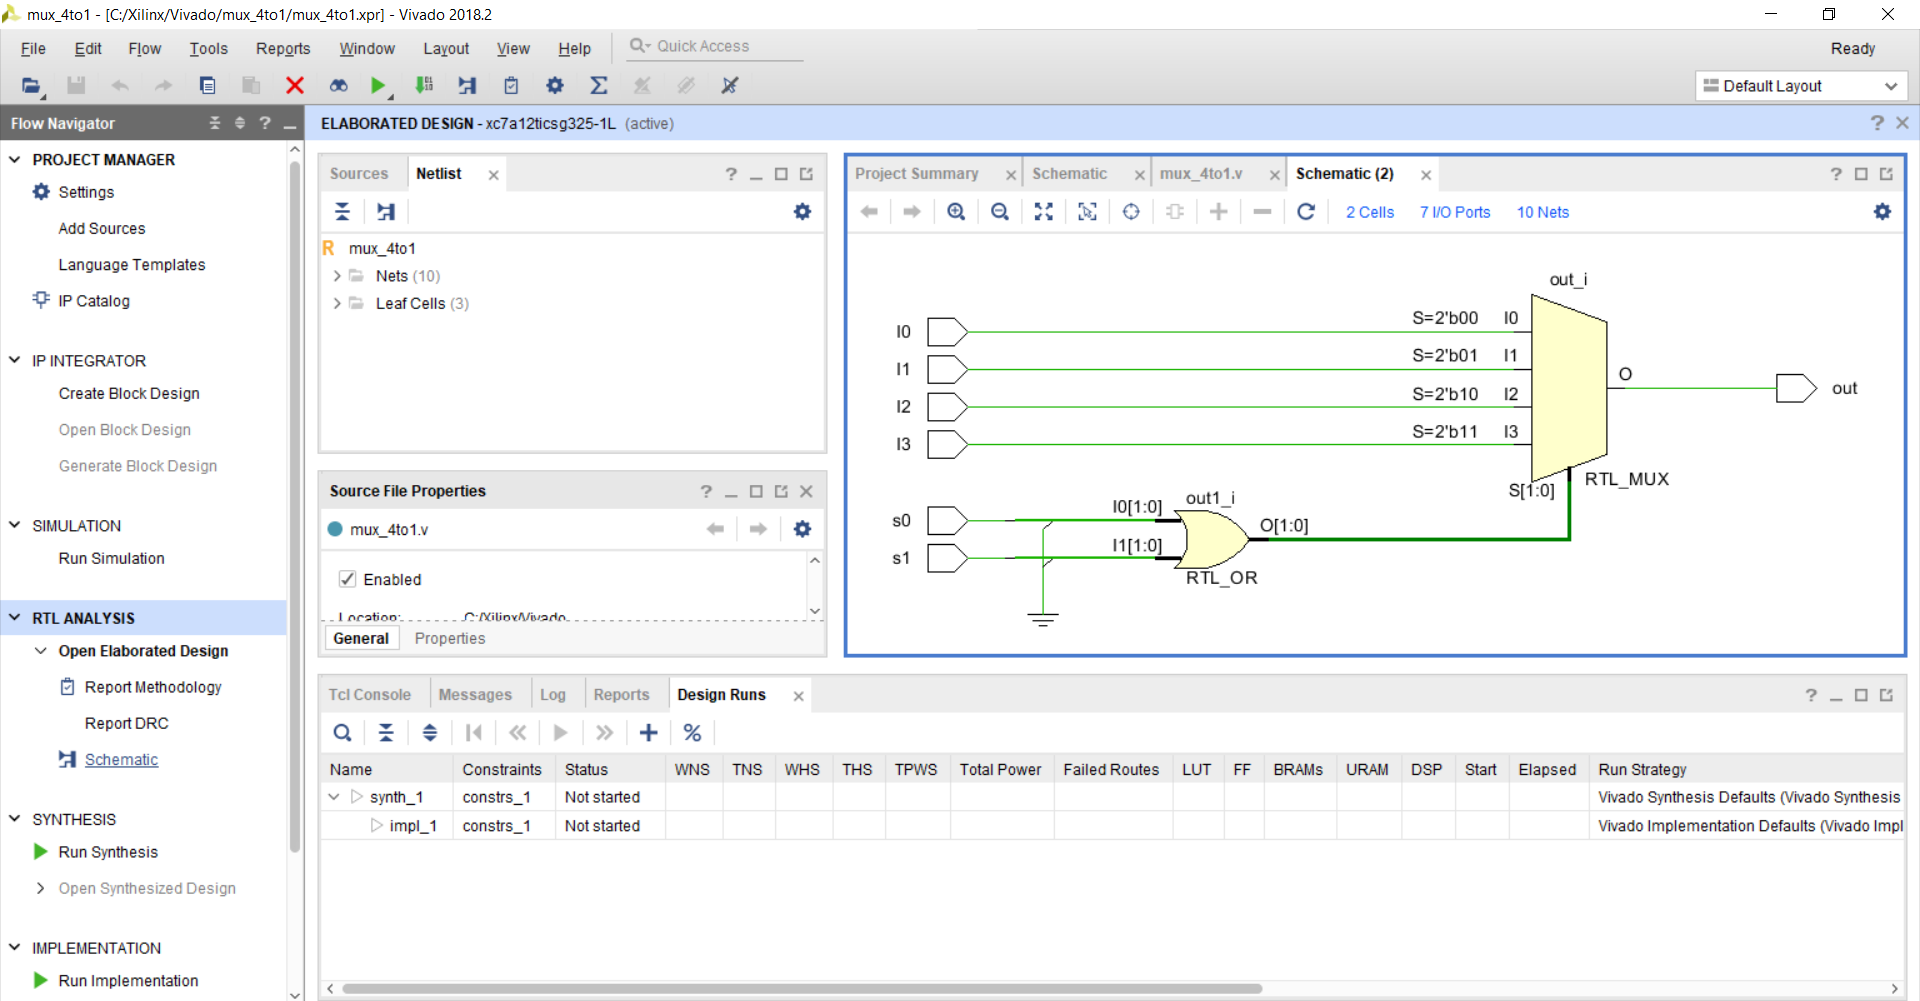 mux_4to1 - [C:/Xilinx/Vivado/mux_4to1/mux_4to1.xpr] - Vivado 2018.2
File Edit Flow Tools Reports Window Layout View Help Quick Access Ready
Default Layout
Flow Navigator
ELABORATED DESIGN - xc7a12ticsg325-1L (active)
PROJECT MANAGER
Settings
Add Sources
Language Templates
IP Catalog
IP INTEGRATOR
Create Block Design
Open Block Design
Generate Block Design
SIMULATION
Run Simulation
RTL ANALYSIS
Open Elaborated Design
Report Methodology
Report DRC
Schematic
SYNTHESIS
Run Synthesis
Open Synthesized Design
IMPLEMENTATION
Run Implementation
Sources Netlist
R mux_4to1
Nets (10)
Leaf Cells (3)
Source File Properties
mux_4to1.v
Enabled
Location: C:/Xilinx/Vivado
General Properties
Project Summary Schematic mux_4to1.v Schematic (2)
2 Cells 7 I/O Ports 10 Nets
out_i
I0 S=2'b00 I0
I1 S=2'b01 I1
O
I2 S=2'b10 I2
out
I3 S=2'b11 I3
RTL_MUX
S[1:0]
out1_i
s0 I0[1:0]
O[1:0]
s1 I1[1:0]
RTL_OR
Tcl Console Messages Log Reports Design Runs
Name Constraints Status WNS TNS WHS THS TPWS Total Power Failed Routes LUT FF BRAMs URAM DSP Start Elapsed Run Strategy
synth_1 constrs_1 Not started Vivado Synthesis Defaults (Vivado Synthesis
impl_1 constrs_1 Not started Vivado Implementation Defaults (Vivado Impl